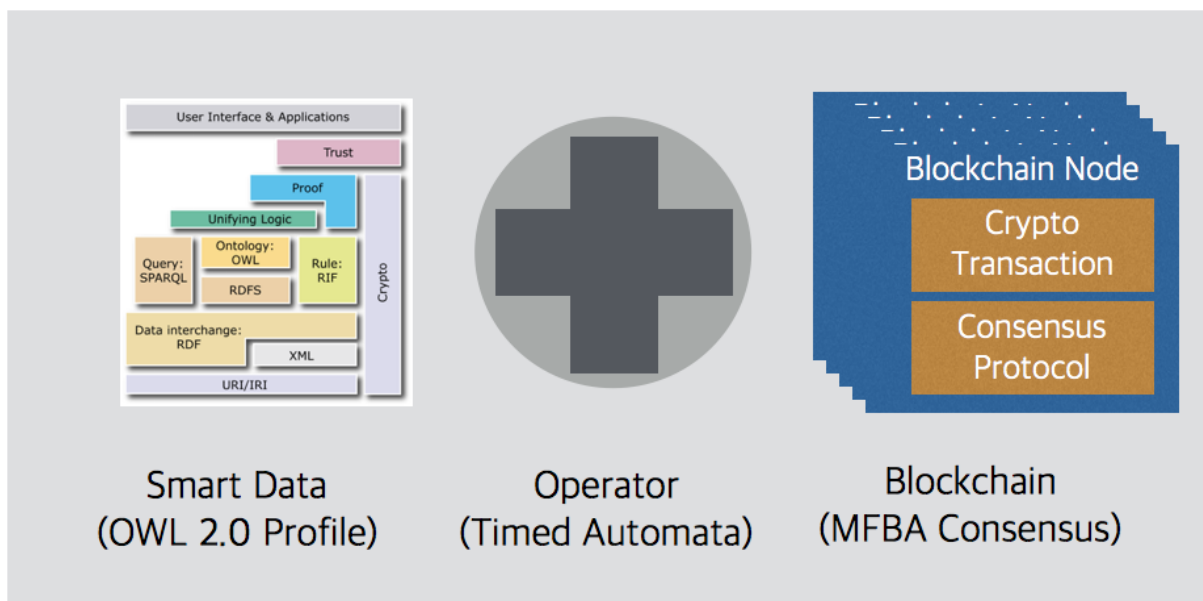 User Interface & Applications
Trust
Proof
Unifying Logic
Query:
SPARQL
Ontology:
OWL
RDFS
Rule:
RIF
Crypto
Data interchange:
RDF
XML
URI/IRI
Smart Data
(OWL 2.0 Profile)
Operator
(Timed Automata)
Blockchain Node
Crypto
Transaction
Consensus
Protocol
Blockchain
(MFBA Consensus)